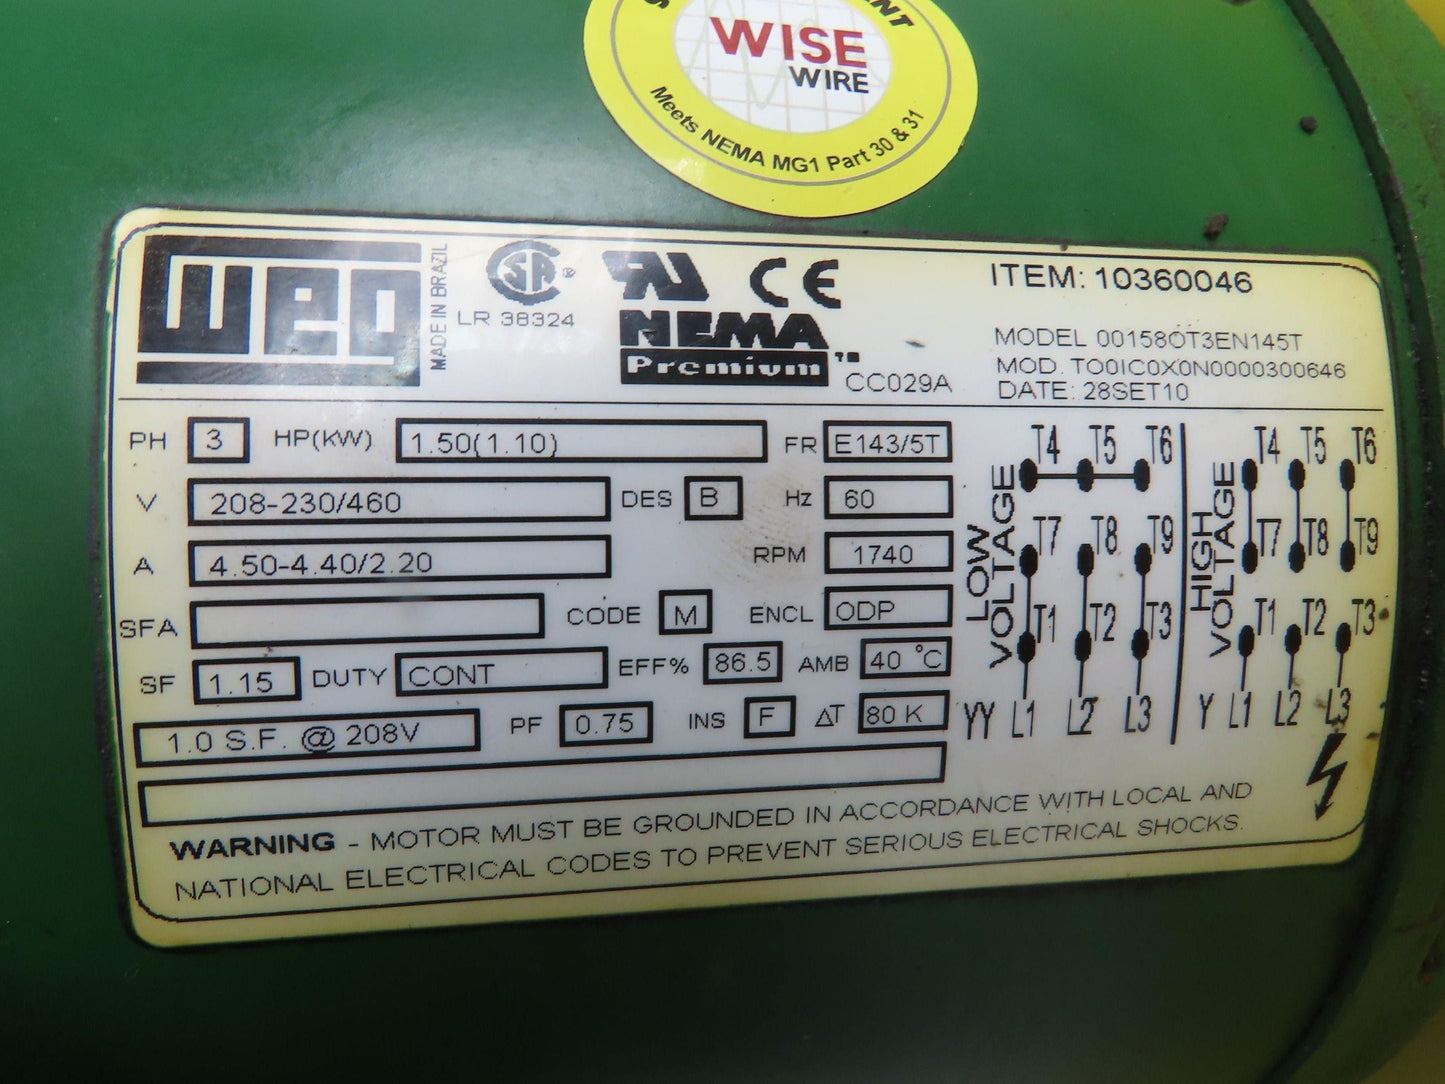 WISE
WIRE
Meets NEMA MG1 Part 30 & 31
WEG
MADE IN BRAZIL
SA ®
LR 38324
CE
NEMA
Premium ™
CC029A
ITEM: 10360046
MODEL 00158OT3EN145T
MOD. TO0IC0X0N0000300646
DATE: 28SET10
PH 3 HP(KW) 1.50(1.10) FR E143/5T
V 208-230/460 DES B Hz 60
A 4.50-4.40/2.20 RPM 1740
SFA CODE M ENCL ODP
SF 1.15 DUTY CONT EFF% 86.5 AMB 40 °C
1.0 S.F. @ 208V PF 0.75 INS F ΔT 80 K
LOW VOLTAGE
T4 T5 T6
T7 T8 T9
T1 T2 T3
YY L1 L2 L3
HIGH VOLTAGE
T4 T5 T6
T7 T8 T9
T1 T2 T3
Y L1 L2 L3
WARNING - MOTOR MUST BE GROUNDED IN ACCORDANCE WITH LOCAL AND
NATIONAL ELECTRICAL CODES TO PREVENT SERIOUS ELECTRICAL SHOCKS.